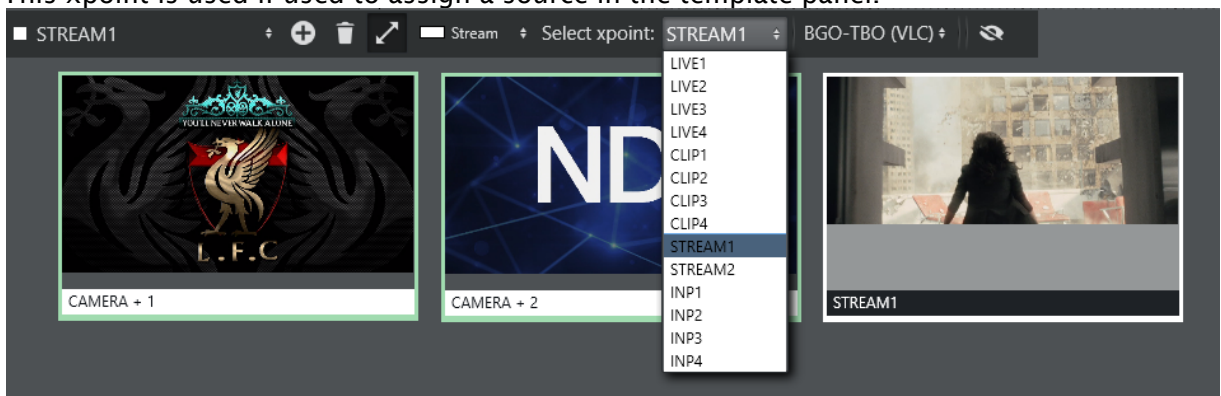 This xpoint is used if used to assign a source in the template panel.
STREAM1 Stream Select xpoint: STREAM1 BGO-TBO (VLC)
LIVE1
LIVE2
LIVE3
LIVE4
CLIP1
CLIP2
CLIP3
CLIP4
STREAM1
STREAM2
INP1
INP2
INP3
INP4
YOU'LL NEVER WALK ALONE
L.F.C
CAMERA + 1
ND
CAMERA + 2
STREAM1